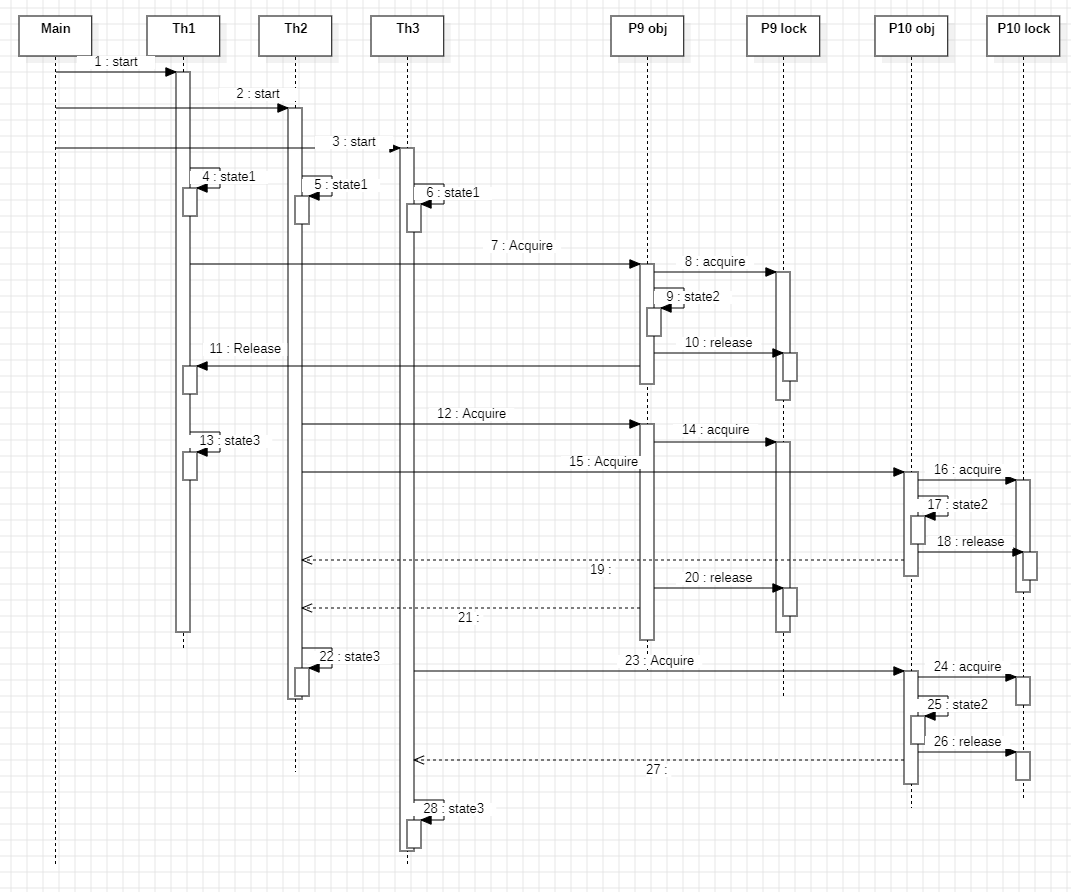 Main
Th1
Th2
Th3
P9 obj
P9 lock
P10 obj
P10 lock
1 : start
2 : start
3 : start
4 : state1
5 : state1
6 : state1
7 : Acquire
8 : acquire
9 : state2
10 : release
11 : Release
12 : Acquire
13 : state3
14 : acquire
15 : Acquire
16 : acquire
17 : state2
18 : release
19 :
20 : release
21 :
22 : state3
23 : Acquire
24 : acquire
25 : state2
26 : release
27 :
28 : state3